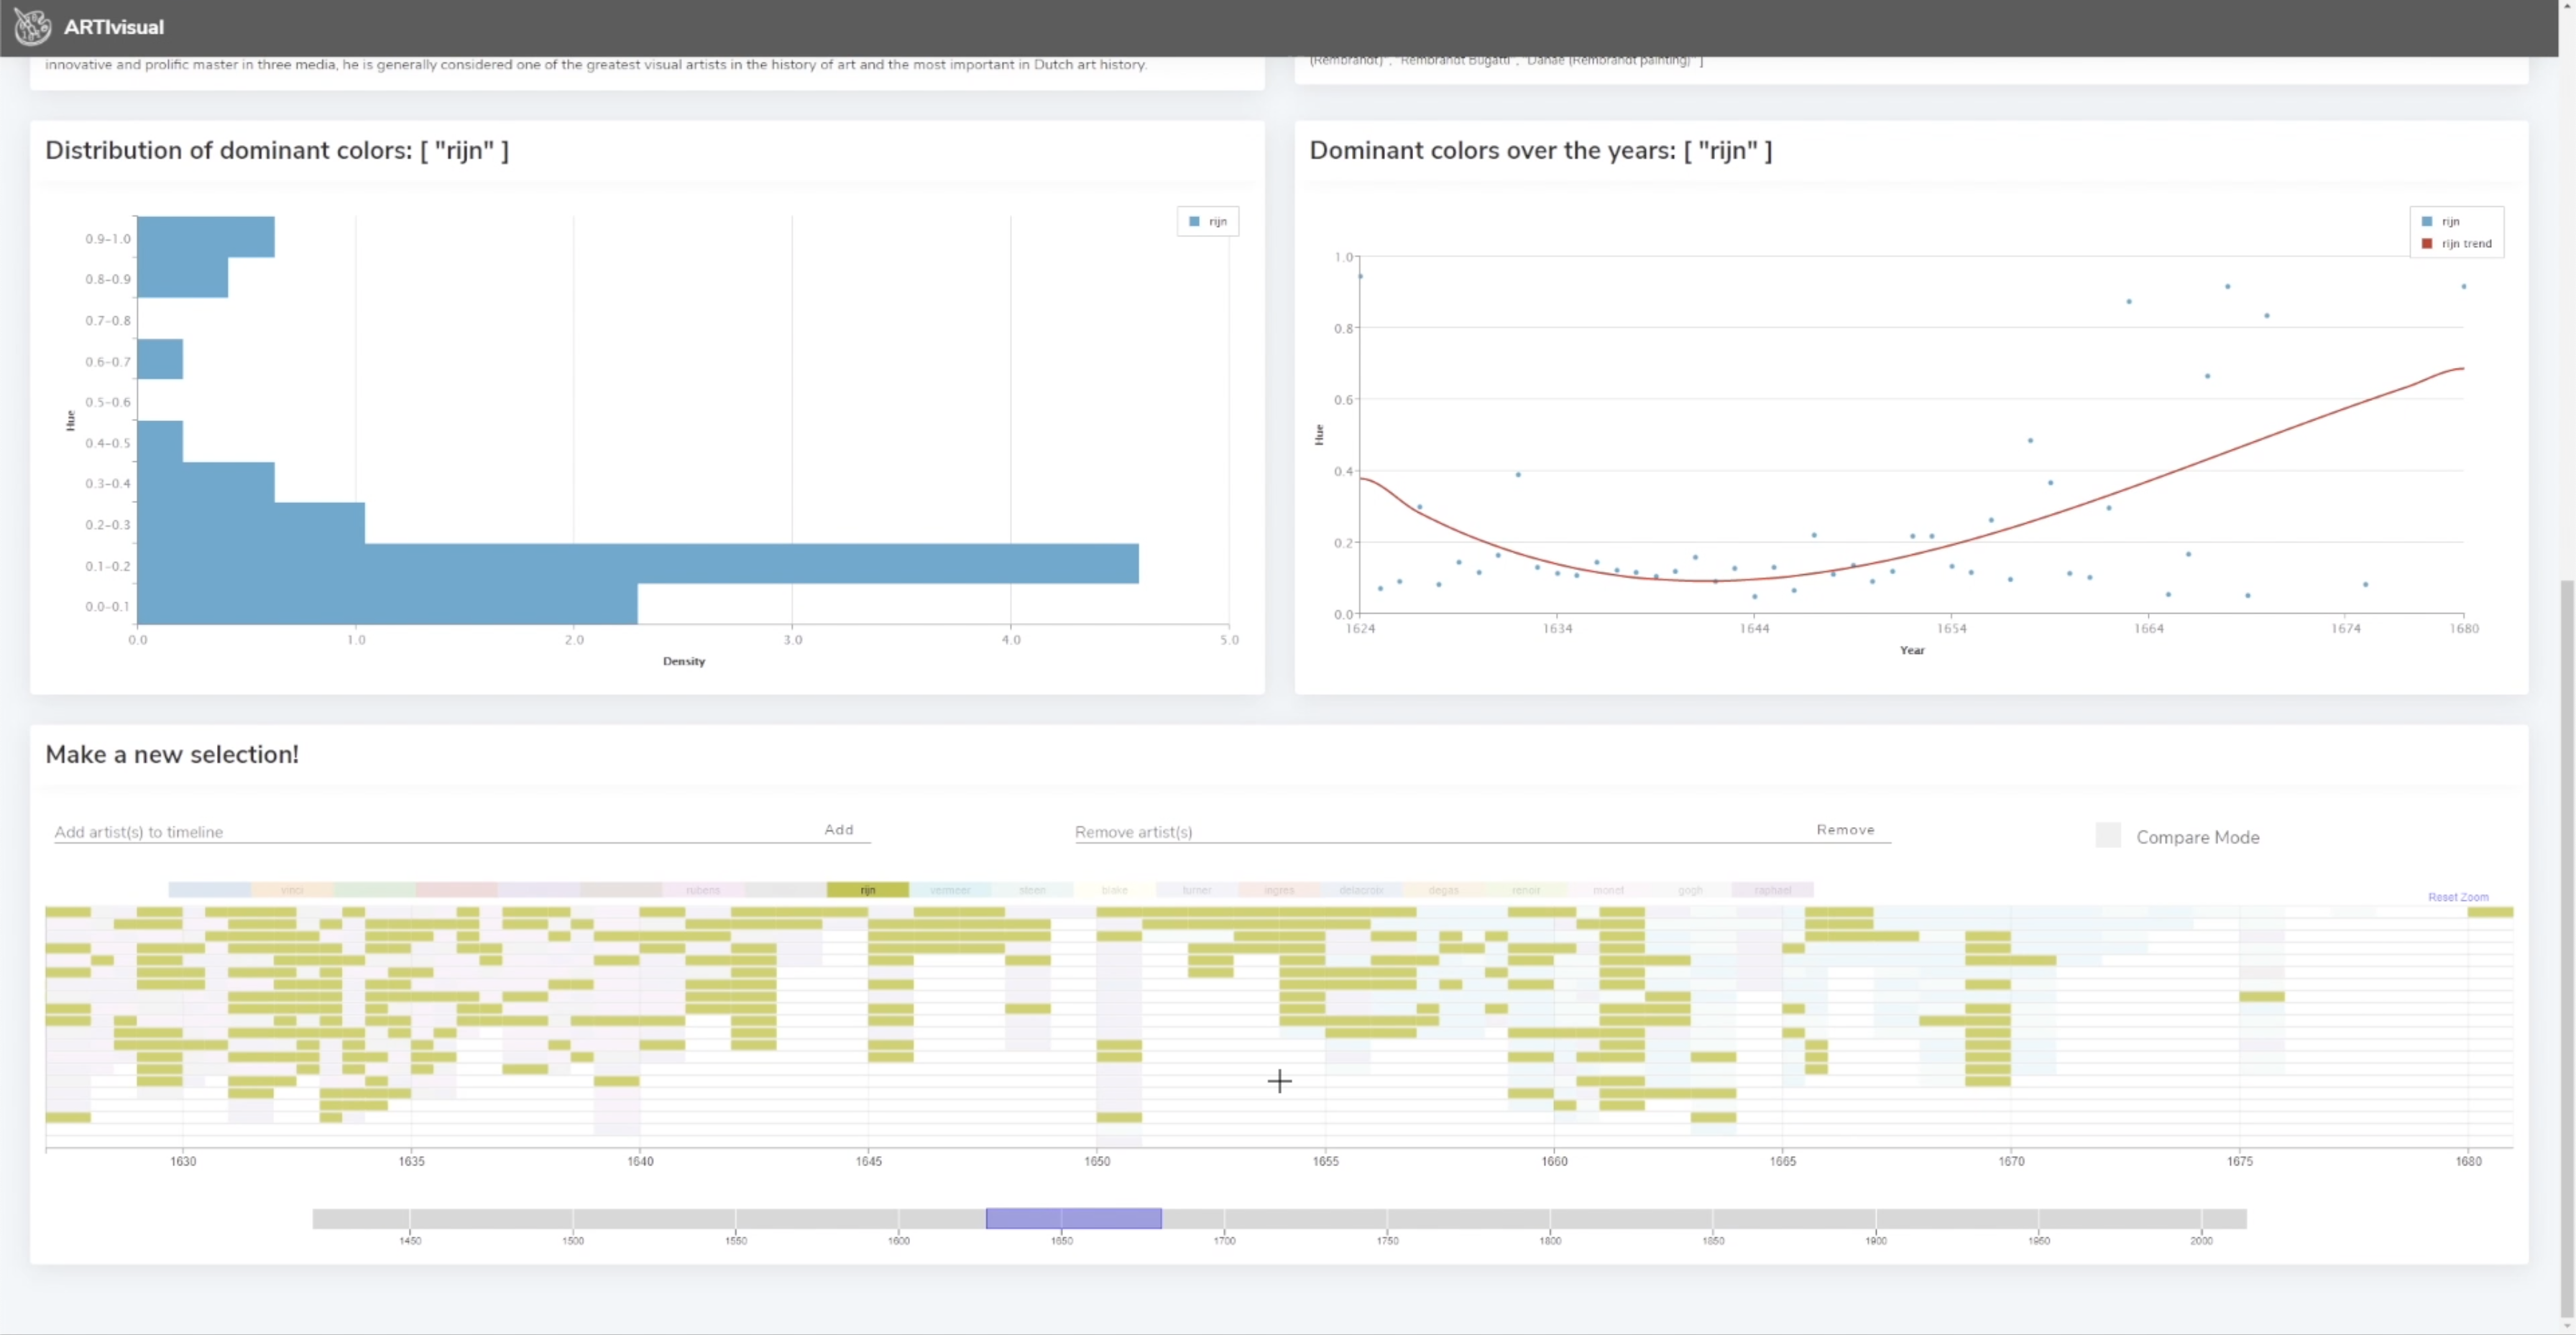 ARTIvisual
innovative and prolific master in three media, he is generally considered one of the greatest visual artists in the history of art and the most important in Dutch art history.
(Rembrandt)", "Rembrandt Bugatti", "Danaë (Rembrandt painting)" ]
Distribution of dominant colors: [ "rijn" ]
rijn
Hue
0.9–1.0
0.8–0.9
0.7–0.8
0.6–0.7
0.5–0.6
0.4–0.5
0.3–0.4
0.2–0.3
0.1–0.2
0.0–0.1
0.0 1.0 2.0 3.0 4.0 5.0
Density
Dominant colors over the years: [ "rijn" ]
rijn
rijn trend
Hue
1.0
0.8
0.6
0.4
0.2
0.0
1624 1634 1644 1654 1664 1674 1680
Year
Make a new selection!
Add artist(s) to timeline Add Remove artist(s) Remove Compare Mode
vinci rubens rijn vermeer steen blake turner ingres delacroix degas renoir monet gogh raphael
Reset Zoom
1630 1635 1640 1645 1650 1655 1660 1665 1670 1675 1680
1450 1500 1550 1600 1650 1700 1750 1800 1850 1900 1950 2000